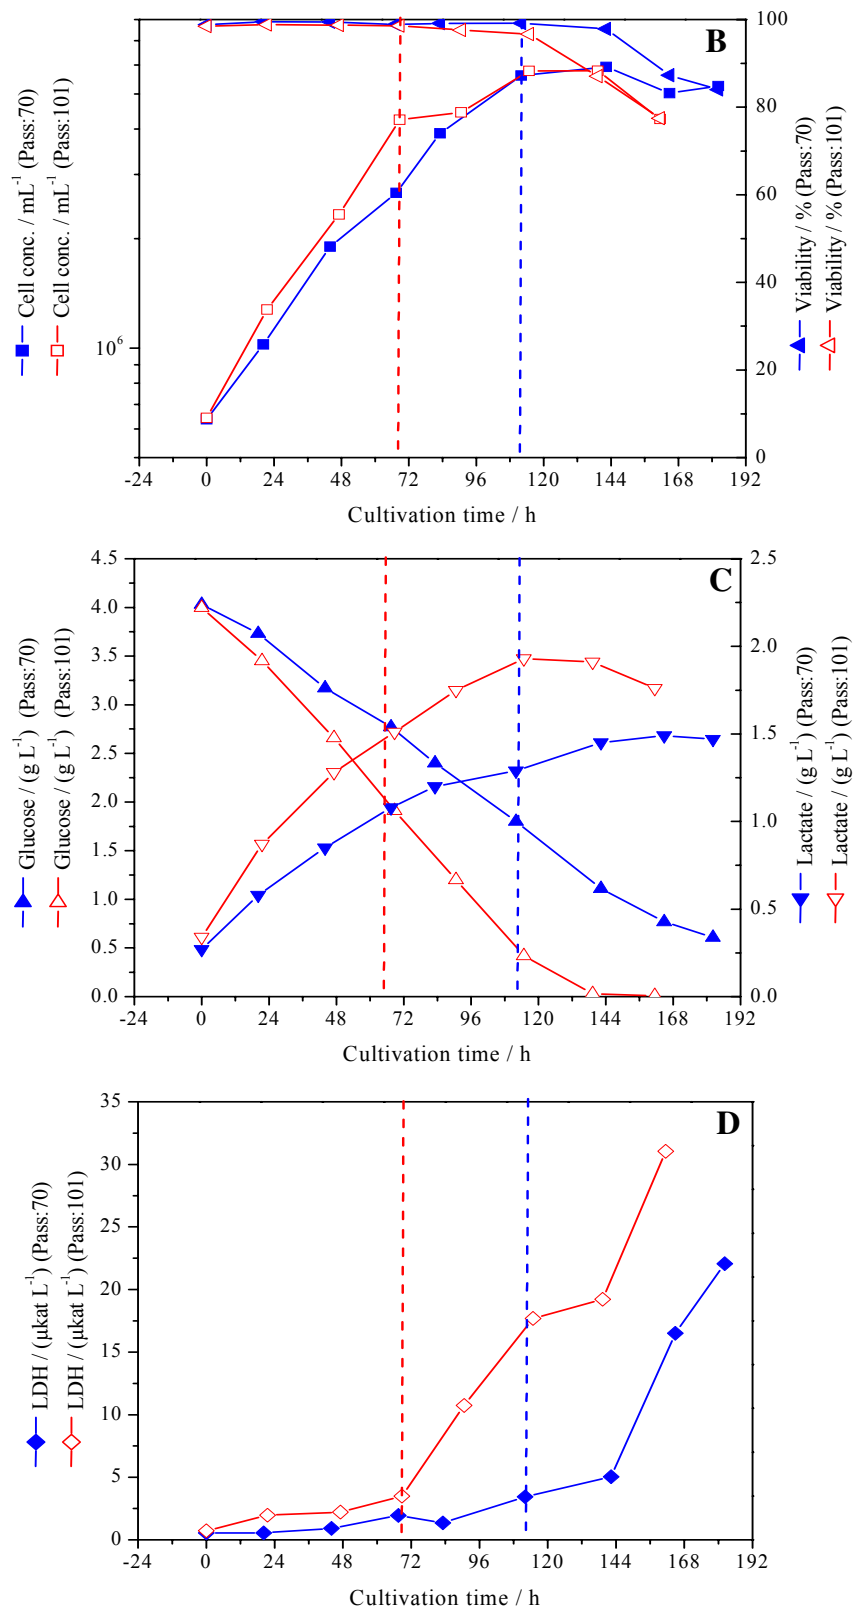 B
Cell conc. / mL⁻¹ (Pass:70)
Cell conc. / mL⁻¹ (Pass:101)
10⁶
100
80
60
40
20
0
Viability / % (Pass:70)
Viability / % (Pass:101)
-24 0 24 48 72 96 120 144 168 192
Cultivation time / h
C
Glucose / (g L⁻¹) (Pass:70)
Glucose / (g L⁻¹) (Pass:101)
4.5
4.0
3.5
3.0
2.5
2.0
1.5
1.0
0.5
0.0
2.5
2.0
1.5
1.0
0.5
0.0
Lactate / (g L⁻¹) (Pass:70)
Lactate / (g L⁻¹) (Pass:101)
-24 0 24 48 72 96 120 144 168 192
Cultivation time / h
D
LDH / (µkat L⁻¹) (Pass:70)
LDH / (µkat L⁻¹) (Pass:101)
35
30
25
20
15
10
5
0
-24 0 24 48 72 96 120 144 168 192
Cultivation time / h